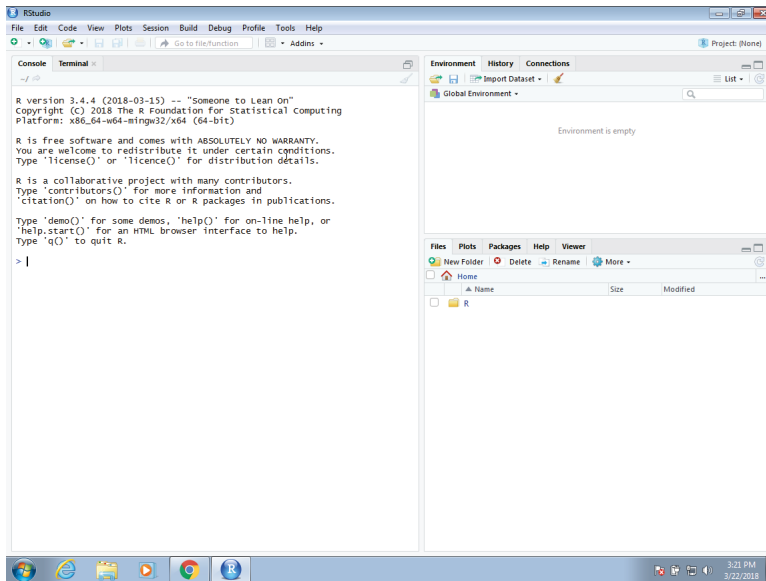 RStudio
File Edit Code View Plots Session Build Debug Profile Tools Help
Go to file/function Addins Project: (None)
Console Terminal
~/
R version 3.4.4 (2018-03-15) -- "Someone to Lean On"
Copyright (C) 2018 The R Foundation for Statistical Computing
Platform: x86_64-w64-mingw32/x64 (64-bit)
R is free software and comes with ABSOLUTELY NO WARRANTY.
You are welcome to redistribute it under certain conditions.
Type 'license()' or 'licence()' for distribution details.
R is a collaborative project with many contributors.
Type 'contributors()' for more information and
'citation()' on how to cite R or R packages in publications.
Type 'demo()' for some demos, 'help()' for on-line help, or
'help.start()' for an HTML browser interface to help.
Type 'q()' to quit R.
>
Environment History Connections
Import Dataset List
Global Environment
Environment is empty
Files Plots Packages Help Viewer
New Folder Delete Rename More
Home ...
Name Size Modified
R
3:21 PM
3/22/2018